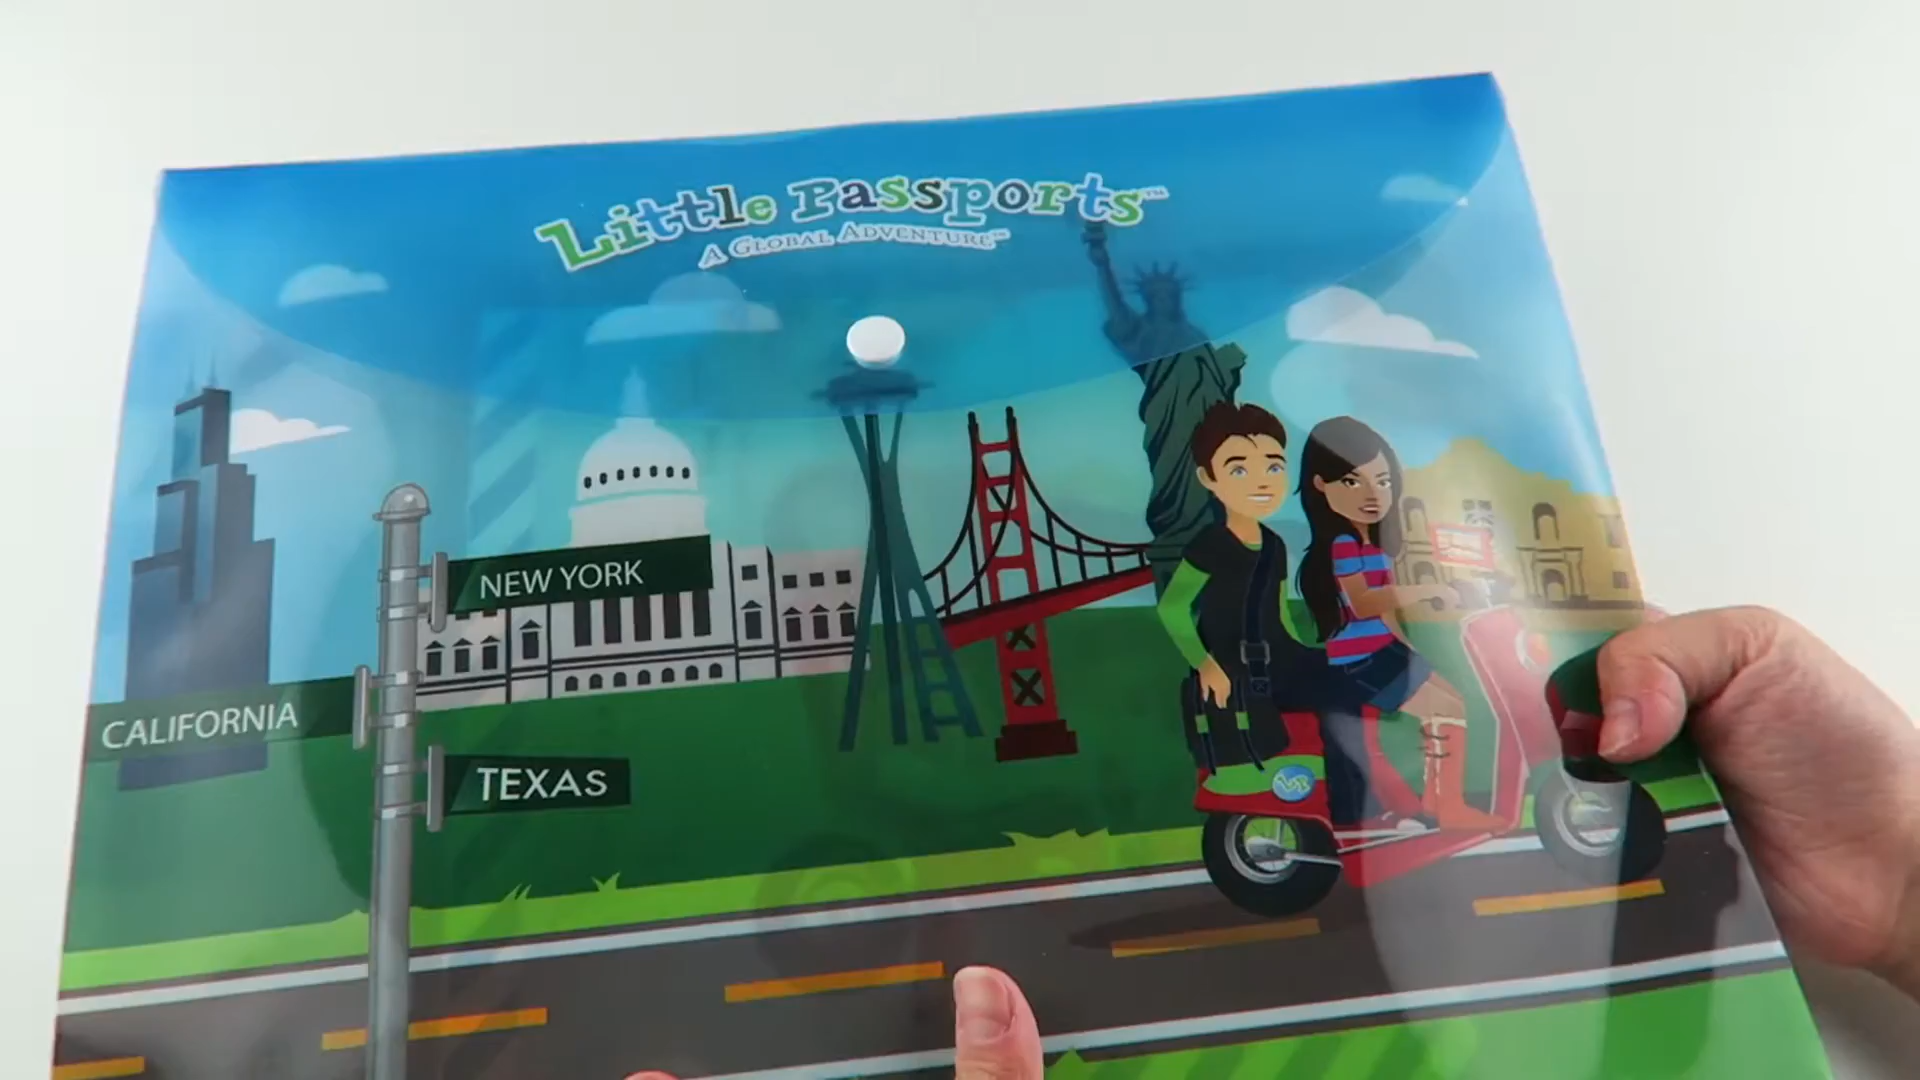 Little Passports™
A Global Adventure™
NEW YORK
CALIFORNIA
TEXAS